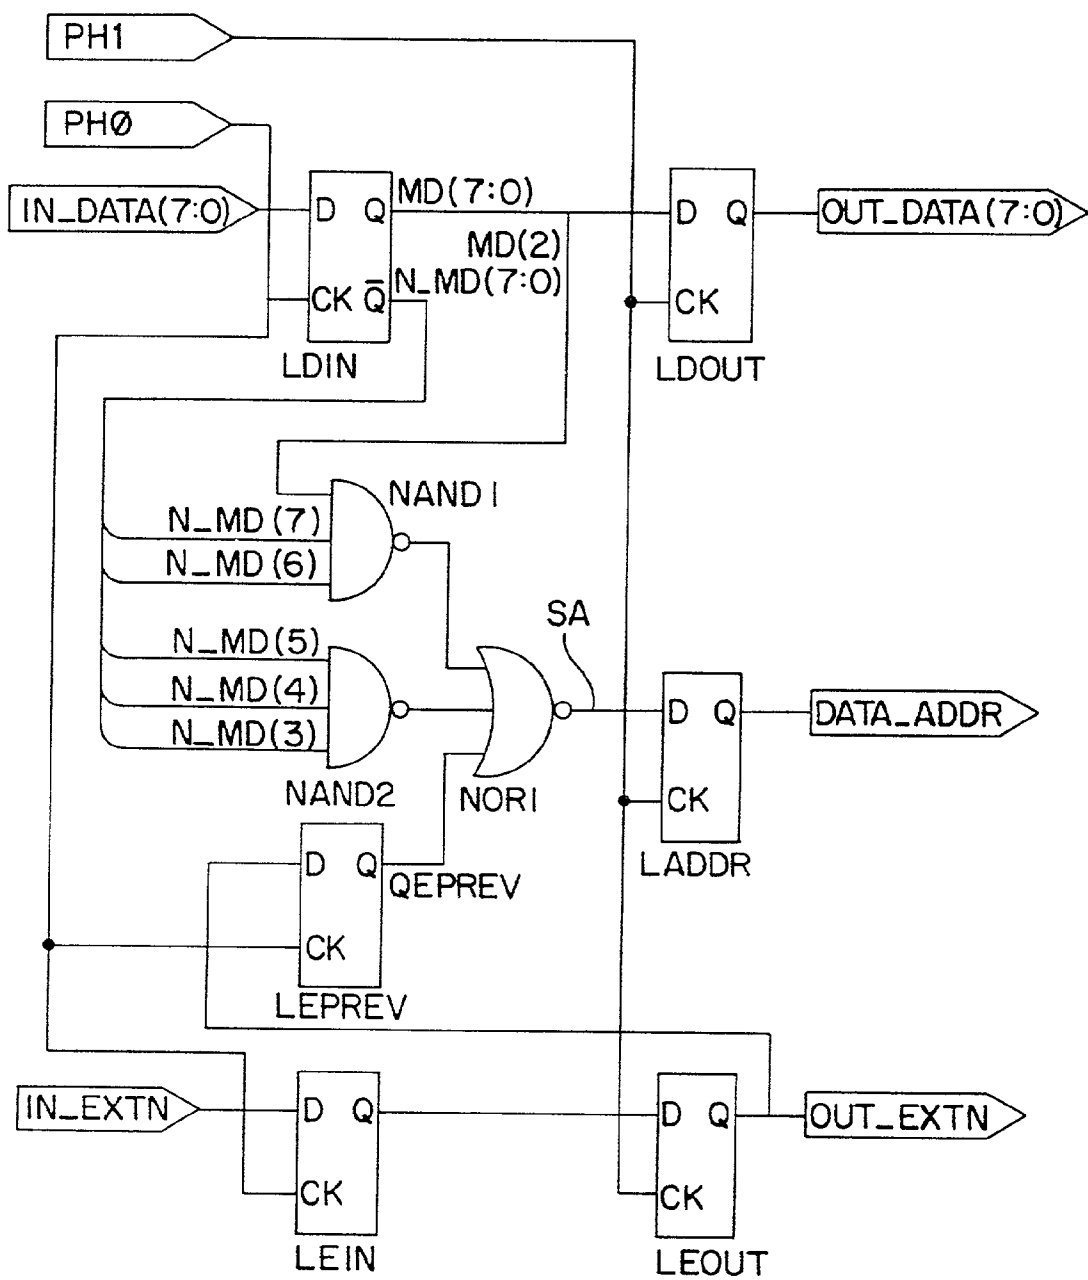 PH1
PHØ
IN_DATA(7:0)
D Q
MD(7:0)
D Q
OUT_DATA(7:0)
MD(2)
N_MD(7:0)
CK Q̅
CK
LDIN
LDOUT
NAND1
N_MD(7)
N_MD(6)
SA
N_MD(5)
N_MD(4)
N_MD(3)
D Q
DATA_ADDR
NAND2
NOR1
CK
LADDR
D Q
QEPREV
CK
LEPREV
IN_EXTN
D Q
D Q
OUT_EXTN
CK
CK
LEIN
LEOUT